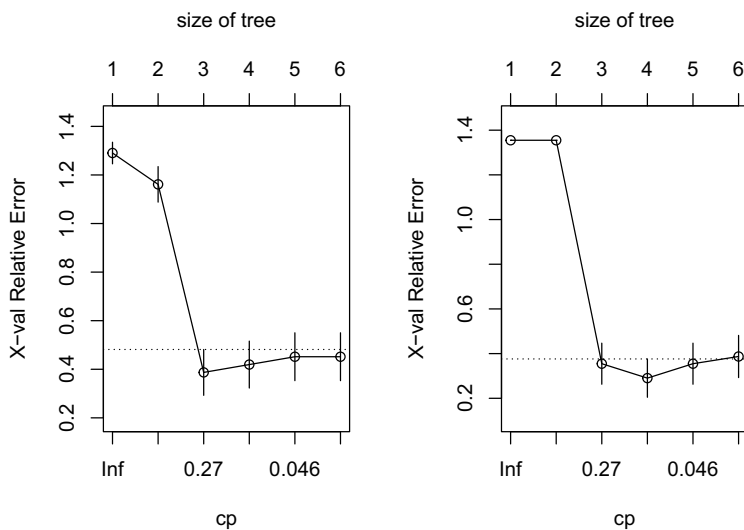 size of tree
1 2 3 4 5 6
X-val Relative Error
1.4
1.2
1.0
0.8
0.6
0.4
0.2
Inf 0.27 0.046
cp
size of tree
1 2 3 4 5 6
X-val Relative Error
1.4
1.0
0.6
0.2
Inf 0.27 0.046
cp